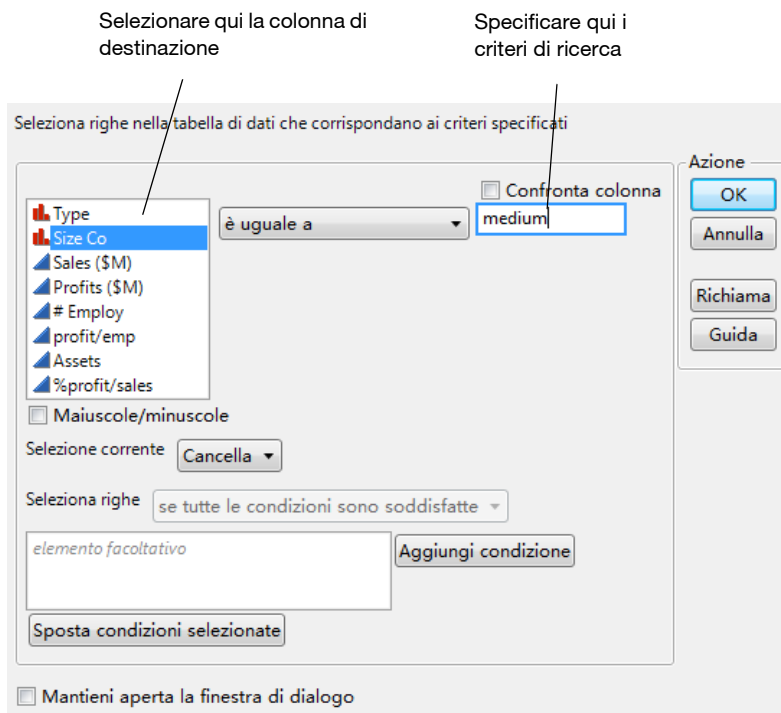 Selezionare qui la colonna di
destinazione
Specificare qui i
criteri di ricerca
Seleziona righe nella tabella di dati che corrispondano ai criteri specificati
Azione
Confronta colonna
OK
Type
è uguale a
medium
Size Co
Annulla
Sales ($M)
Profits ($M)
# Employ
Richiama
profit/emp
Guida
Assets
%profit/sales
Maiuscole/minuscole
Selezione corrente
Cancella
Seleziona righe
se tutte le condizioni sono soddisfatte
elemento facoltativo
Aggiungi condizione
Sposta condizioni selezionate
Mantieni aperta la finestra di dialogo